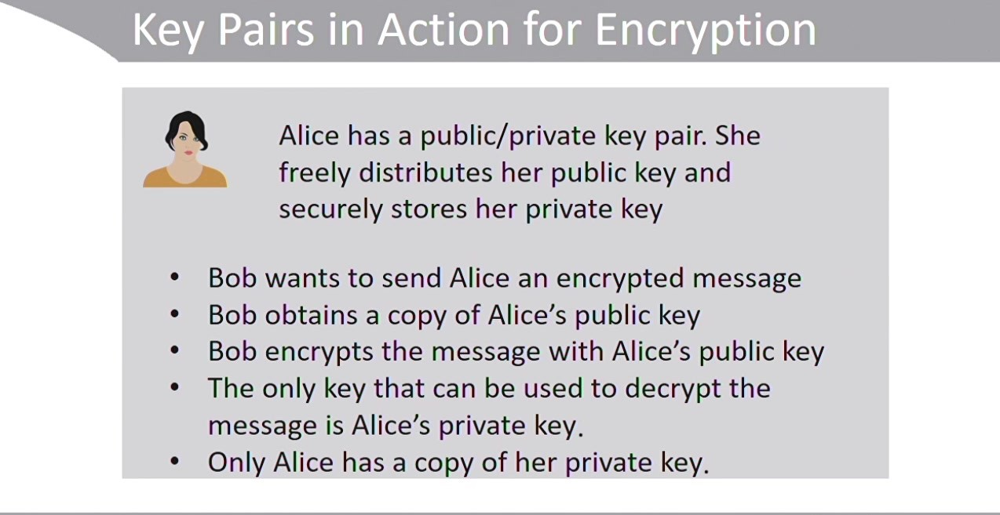 Key Pairs in Action for Encryption
Alice has a public/private key pair. She
freely distributes her public key and
securely stores her private key
• Bob wants to send Alice an encrypted message
• Bob obtains a copy of Alice’s public key
• Bob encrypts the message with Alice’s public key
• The only key that can be used to decrypt the
message is Alice’s private key.
• Only Alice has a copy of her private key.